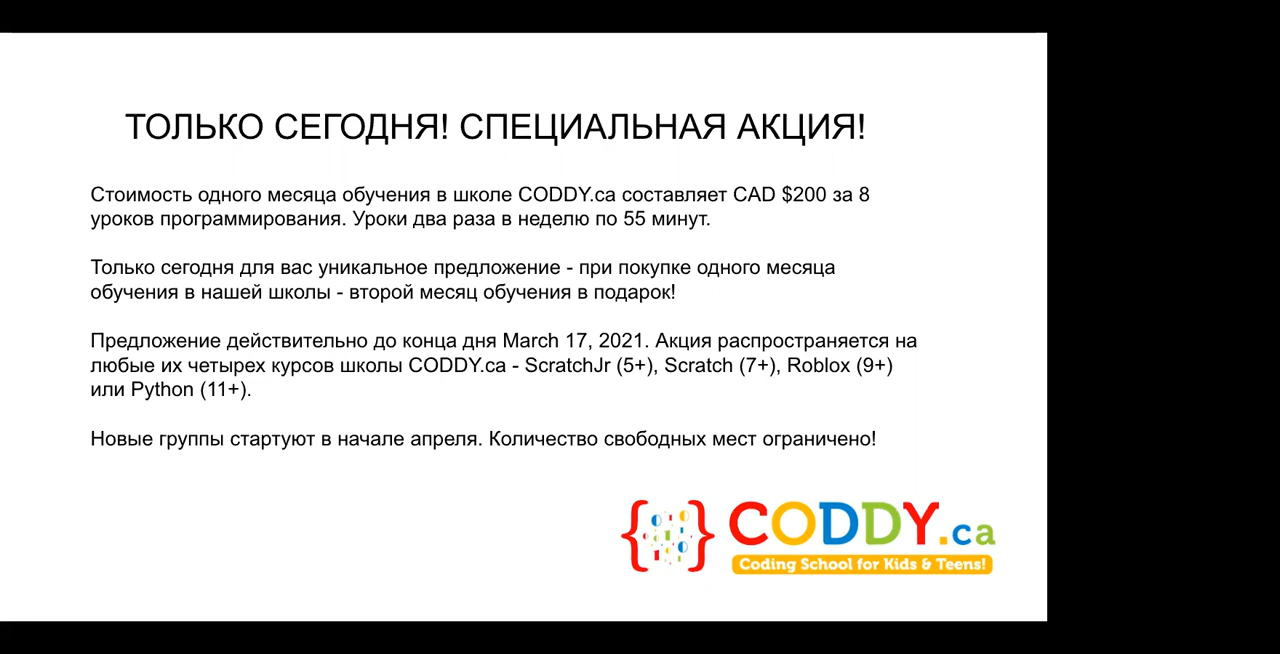 ТОЛЬКО СЕГОДНЯ! СПЕЦИАЛЬНАЯ АКЦИЯ!
Стоимость одного месяца обучения в школе CODDY.ca составляет CAD $200 за 8
уроков программирования. Уроки два раза в неделю по 55 минут.
Только сегодня для вас уникальное предложение - при покупке одного месяца
обучения в нашей школы - второй месяц обучения в подарок!
Предложение действительно до конца дня March 17, 2021. Акция распространяется на
любые их четырех курсов школы CODDY.ca - ScratchJr (5+), Scratch (7+), Roblox (9+)
или Python (11+).
Новые группы стартуют в начале апреля. Количество свободных мест ограничено!
CODDY.ca
Coding School for Kids & Teens!